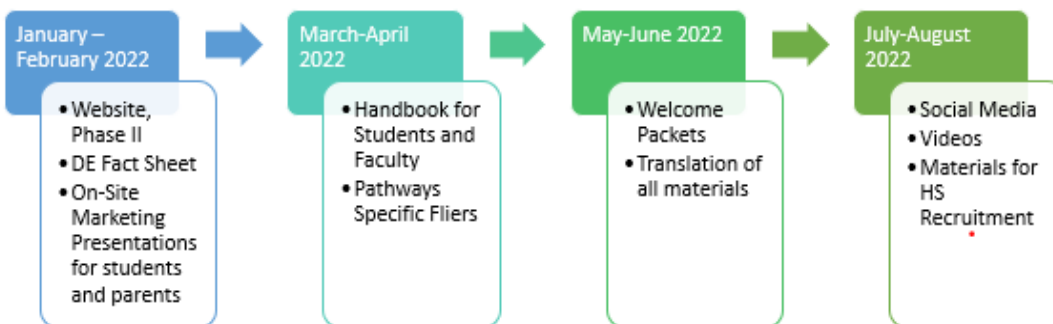 January –
February 2022
• Website,
Phase II
• DE Fact Sheet
• On-Site
Marketing
Presentations
for students
and parents
March-April
2022
• Handbook for
Students and
Faculty
• Pathways
Specific Fliers
May-June 2022
• Welcome
Packets
• Translation of
all materials
July-August
2022
• Social Media
• Videos
• Materials for
HS
Recruitment